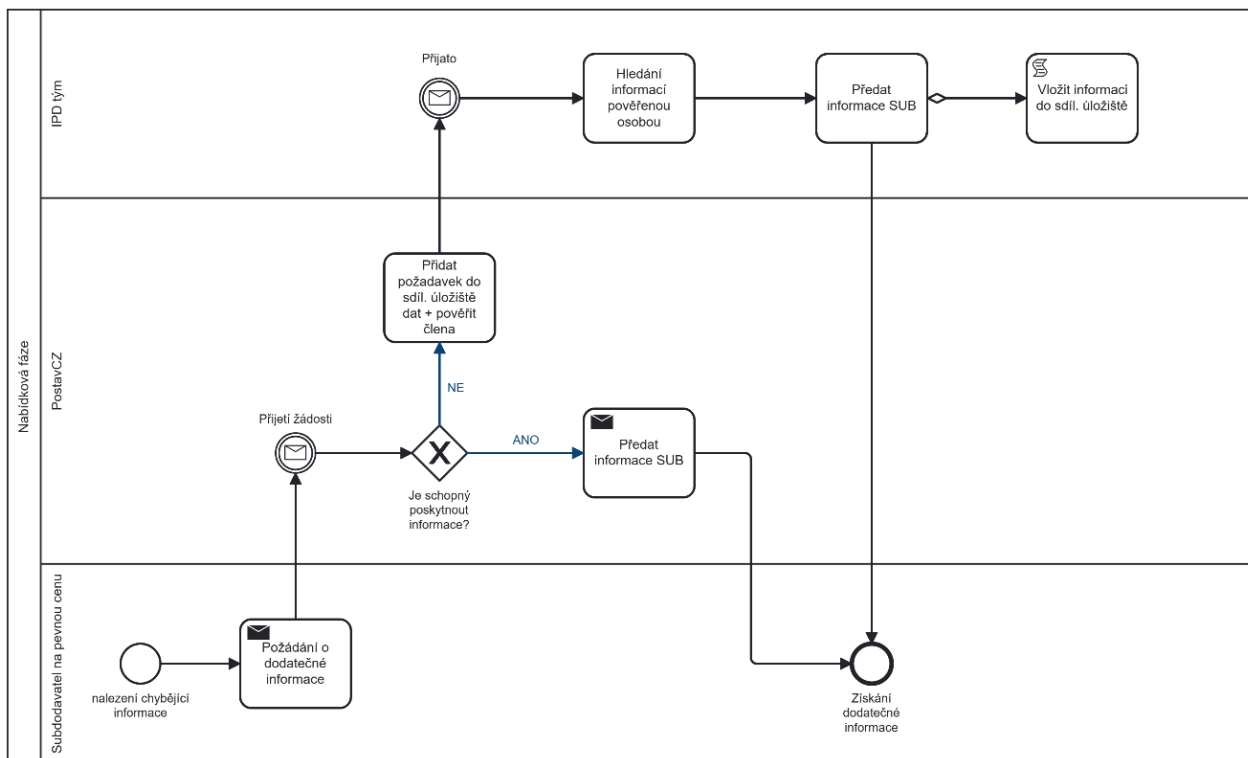 Nabídková fáze
IPD tým
Přijato
Hledání
informací
pověřenou
osobou
Předat
informace SUB
Vložit informaci
do sdíl. úložiště
PostavCZ
Přidat
požadavek do
sdíl. úložiště
dat + pověřit
člena
NE
Přijetí žádosti
ANO
Je schopný
poskytnout
informace?
Předat
informace SUB
Subdodavatel na pevnou cenu
nalezení chybějící
informace
Požádání o
dodatečné
informace
Získání
dodatečné
informace